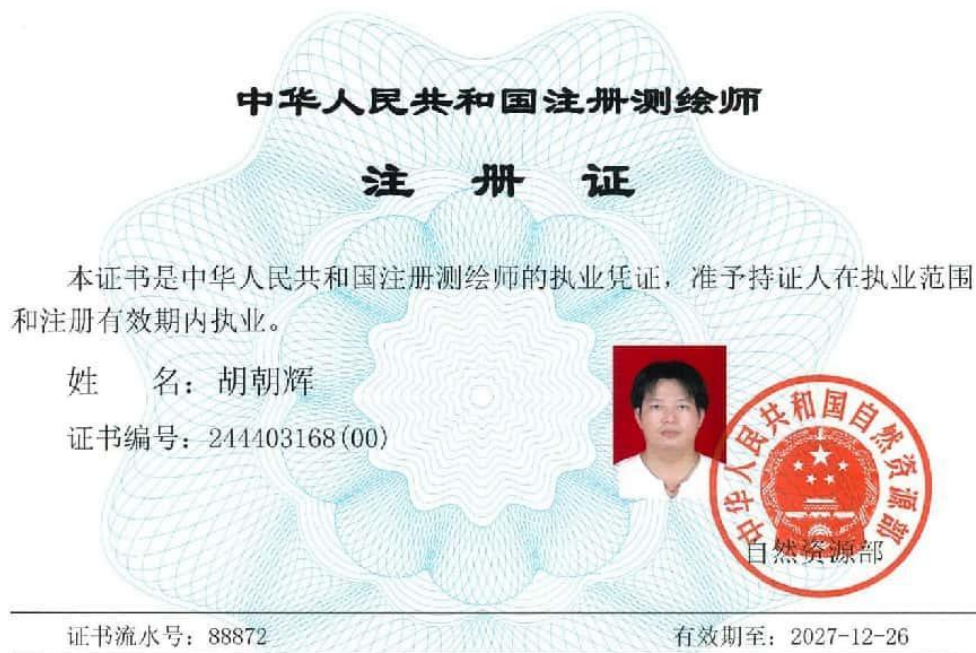 中华人民共和国注册测绘师
注 册 证
本证书是中华人民共和国注册测绘师的执业凭证，准予持证人在执业范围
和注册有效期内执业。
姓 名：胡朝辉
证书编号：244403168(00)
中华人民共和国自然资源部
自然资源部
证书流水号：88872
有效期至：2027-12-26